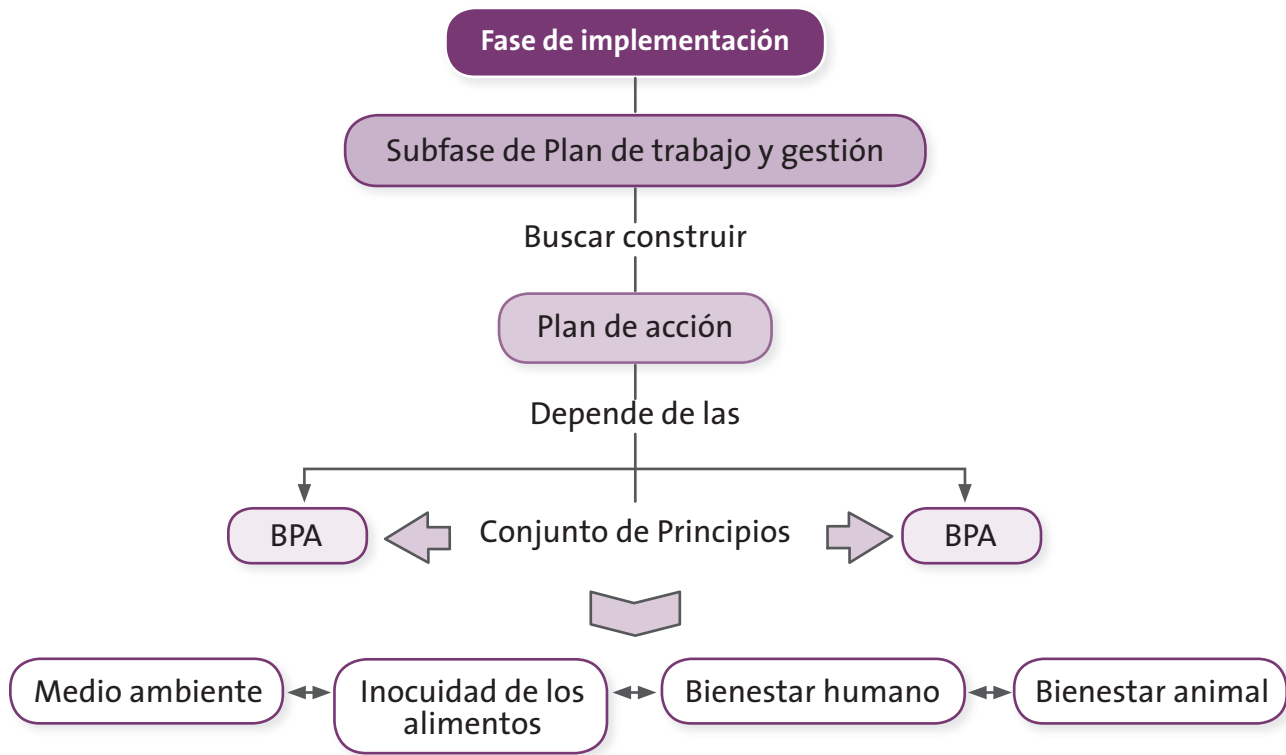 Fase de implementación
Subfase de Plan de trabajo y gestión
Buscar construir
Plan de acción
Depende de las
BPA
Conjunto de Principios
BPA
Medio ambiente
Inocuidad de los
alimentos
Bienestar humano
Bienestar animal